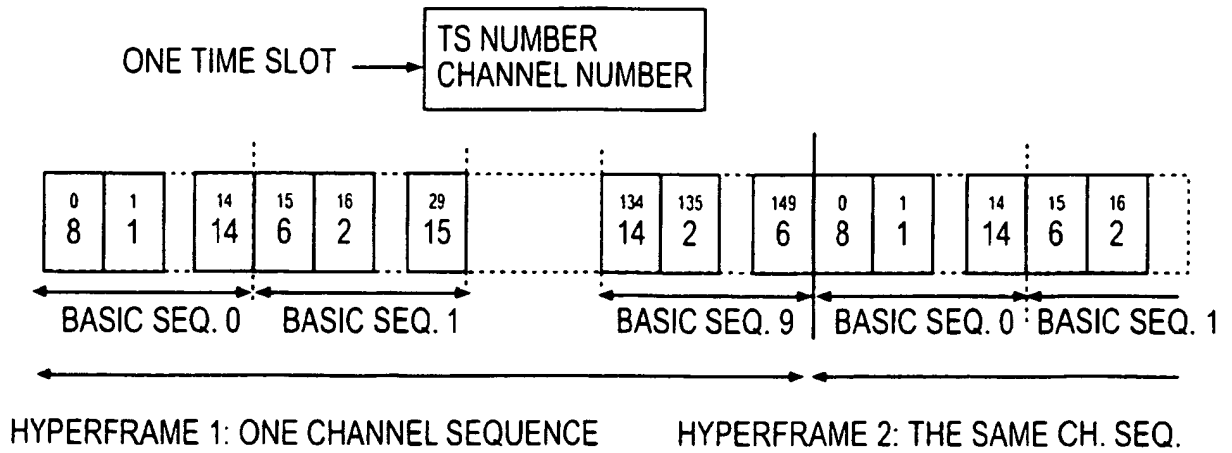 ONE TIME SLOT
TS NUMBER
CHANNEL NUMBER
0 1 14 15 16 29 134 135 149 0 1 14 15 16
8 1 14 6 2 15 14 2 6 8 1 14 6 2
BASIC SEQ. 0 BASIC SEQ. 1 BASIC SEQ. 9 BASIC SEQ. 0 BASIC SEQ. 1
HYPERFRAME 1: ONE CHANNEL SEQUENCE HYPERFRAME 2: THE SAME CH. SEQ.